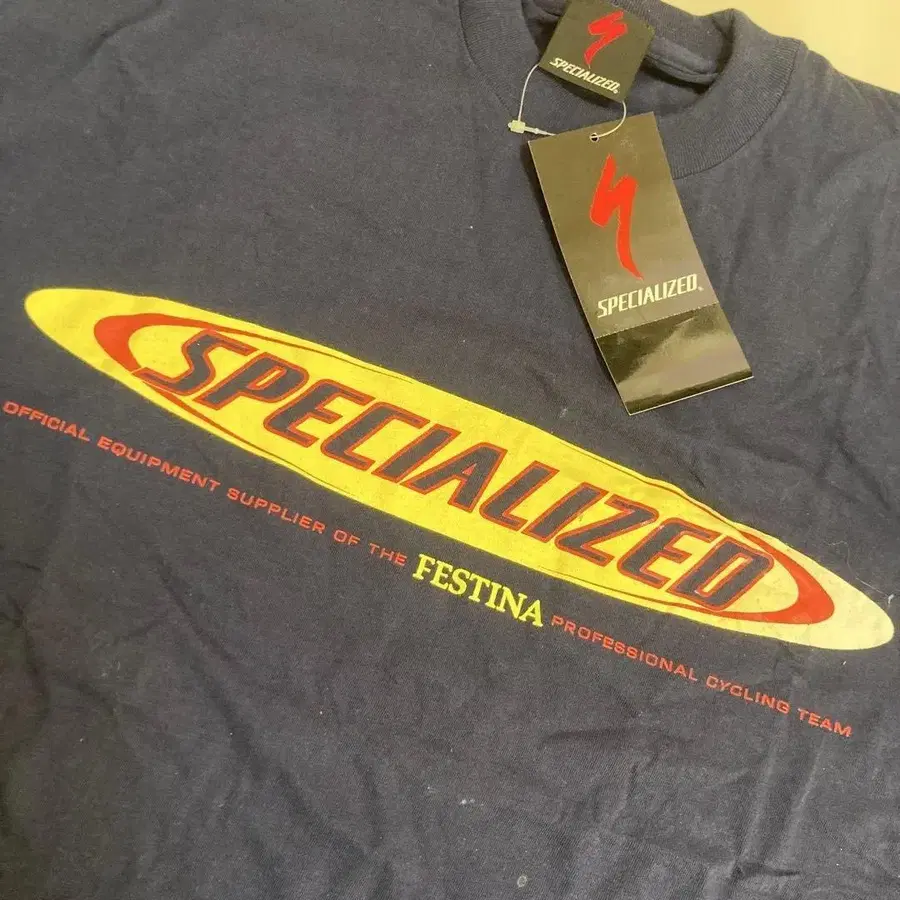 SPECIALIZED
SPECIALIZED
SPECIALIZED
OFFICIAL EQUIPMENT SUPPLIER OF THE FESTINA PROFESSIONAL CYCLING TEAM